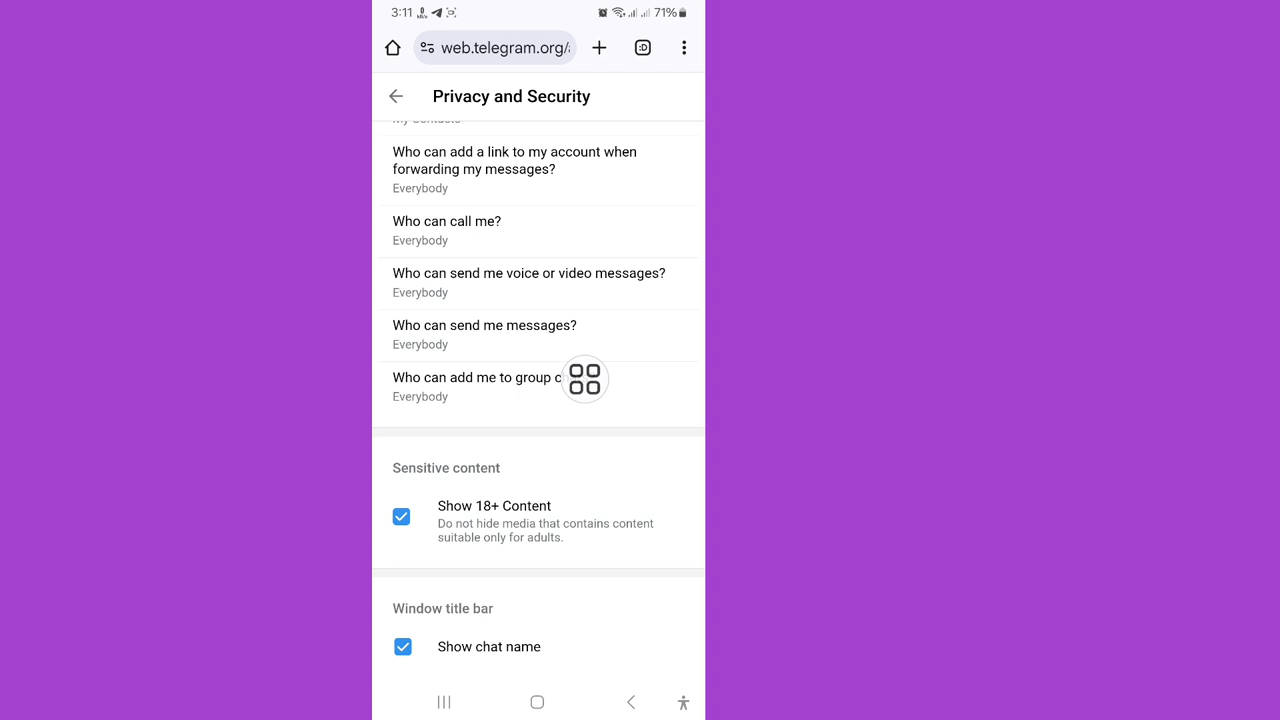 3:11 71%
web.telegram.org/
Privacy and Security
My Contacts
Who can add a link to my account when
forwarding my messages?
Everybody
Who can call me?
Everybody
Who can send me voice or video messages?
Everybody
Who can send me messages?
Everybody
Who can add me to group
Everybody
Sensitive content
Show 18+ Content
Do not hide media that contains content
suitable only for adults.
Window title bar
Show chat name